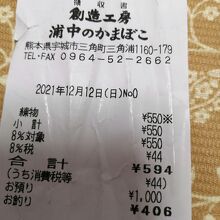 領収書
創造工房
浦中のかまぼこ
熊本県宇城市三角町三角浦1160-179
TEL・FAX 0964-52-2662
2021年12月12日(日)No0
練物 ¥550※
小計 ¥550
8%対象 ¥550
8%税 ¥44
合計 ¥594
(うち消費税等 ¥44)
お預り ¥1,000
お釣り ¥406